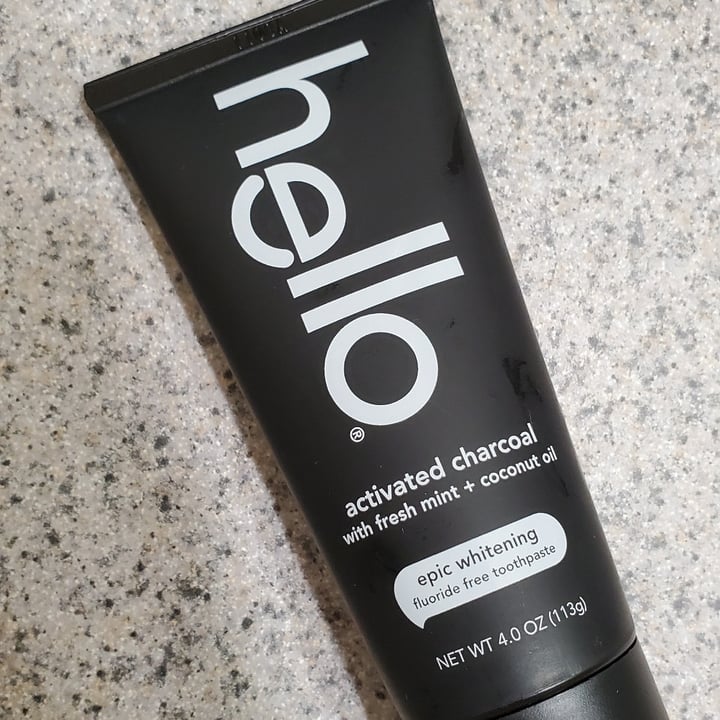 hello®
activated charcoal
with fresh mint + coconut oil
epic whitening
fluoride free toothpaste
NET WT 4.0 OZ (113g)